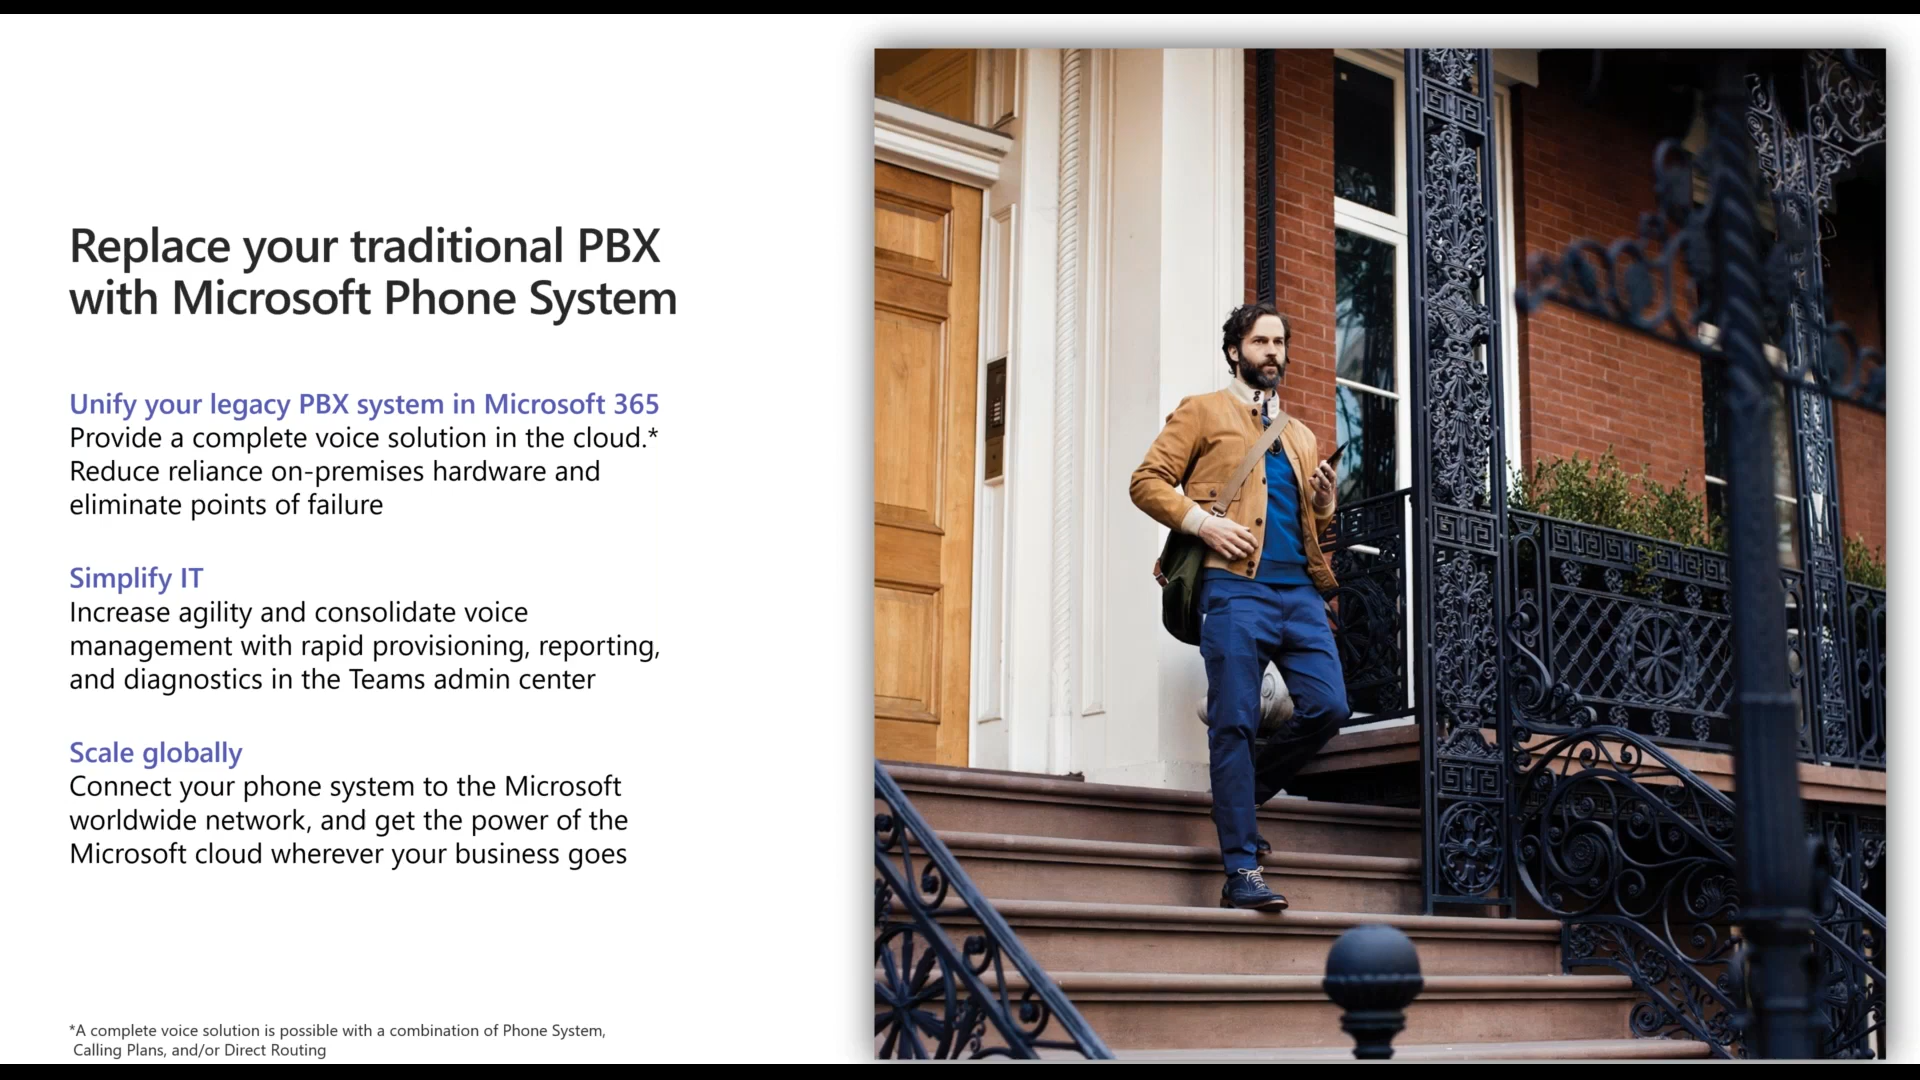 Replace your traditional PBX
with Microsoft Phone System
Unify your legacy PBX system in Microsoft 365
Provide a complete voice solution in the cloud.*
Reduce reliance on-premises hardware and
eliminate points of failure
Simplify IT
Increase agility and consolidate voice
management with rapid provisioning, reporting,
and diagnostics in the Teams admin center
Scale globally
Connect your phone system to the Microsoft
worldwide network, and get the power of the
Microsoft cloud wherever your business goes
*A complete voice solution is possible with a combination of Phone System,
Calling Plans, and/or Direct Routing